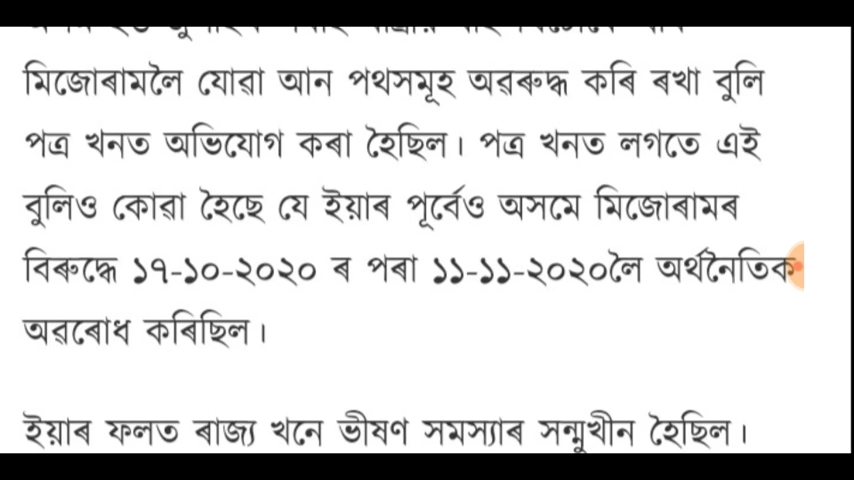 মিজোৰামলৈ যোৱা আন পথসমূহ অৱৰুদ্ধ কৰি ৰখা বুলি
পত্ৰ খনত অভিযোগ কৰা হৈছিল। পত্ৰ খনত লগতে এই
বুলিও কোৱা হৈছে যে ইয়াৰ পূৰ্বেও অসমে মিজোৰামৰ
বিৰুদ্ধে ১৭-১০-২০২০ ৰ পৰা ১১-১১-২০২০লৈ অৰ্থনৈতিক
অৱৰোধ কৰিছিল।
ইয়াৰ ফলত ৰাজ্য খনে ভীষণ সমস্যাৰ সন্মুখীন হৈছিল।